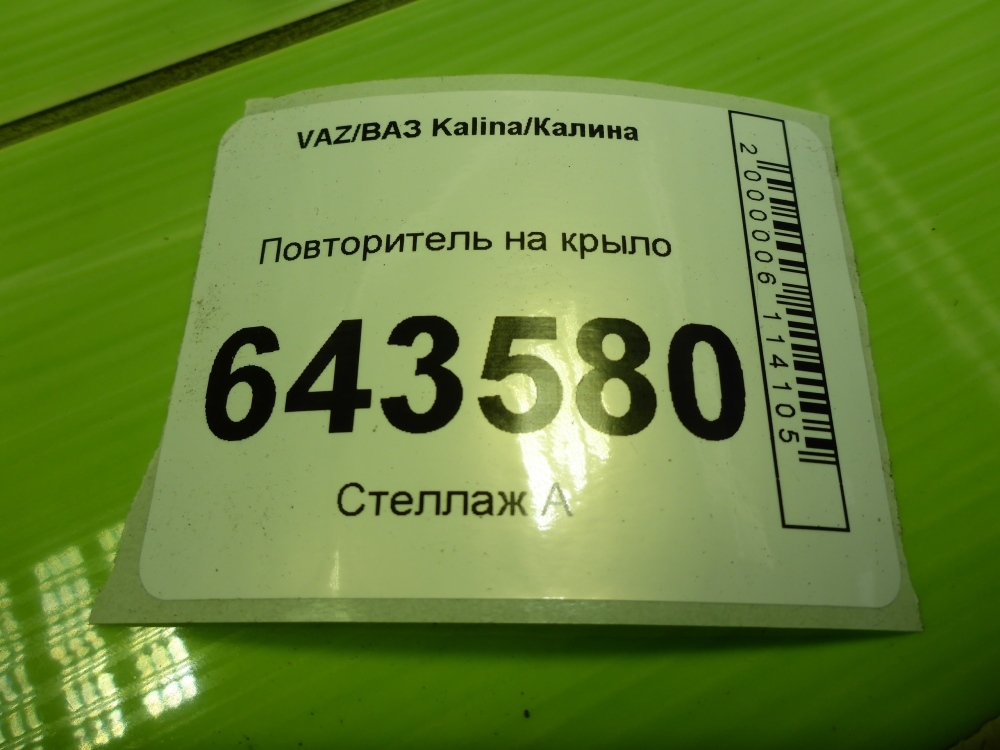 VAZ/ВАЗ Kalina/Калина
Повторитель на крыло
643580
Стеллаж А
2000006114105